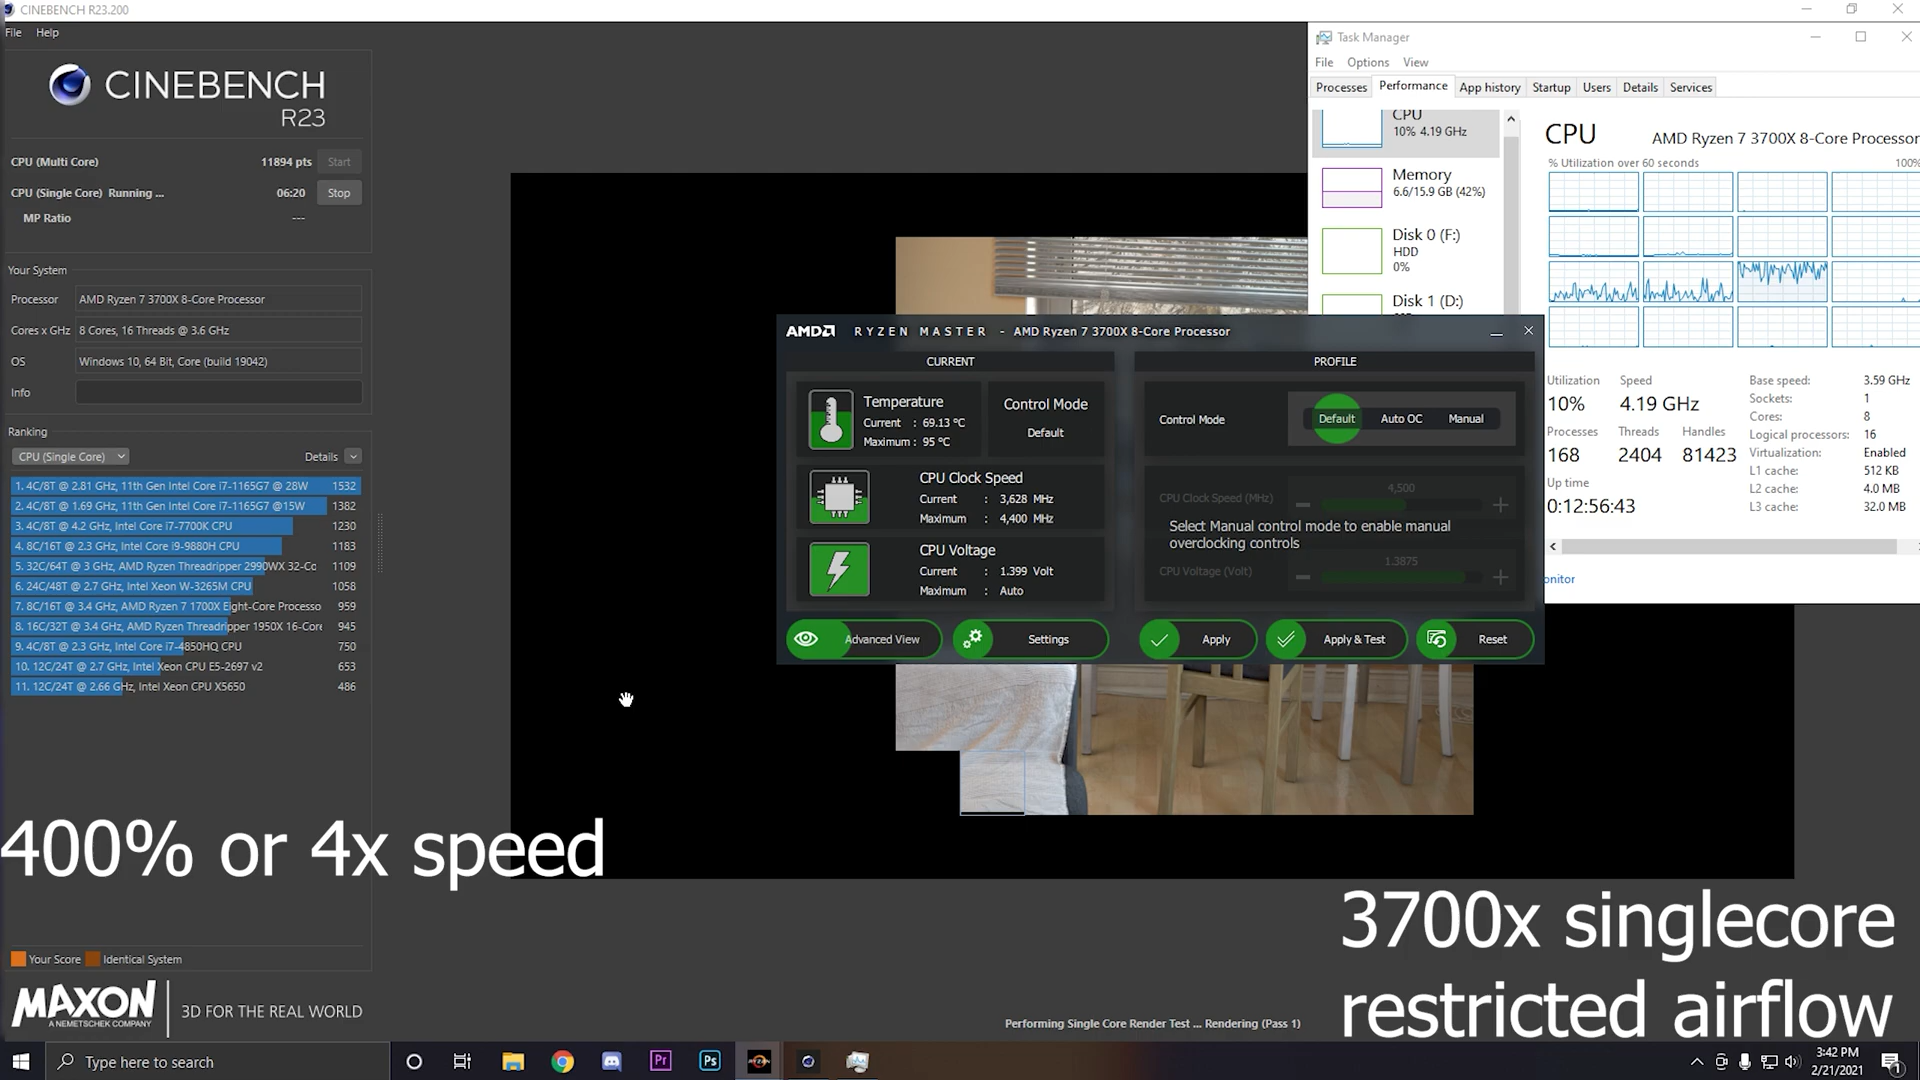 CINEBENCH R23.200
File Help
CINEBENCH
R23
CPU (Multi Core) 11894 pts Start
CPU (Single Core) Running ... 06:20 Stop
MP Ratio ---
Your System
Processor AMD Ryzen 7 3700X 8-Core Processor
Cores x GHz 8 Cores, 16 Threads @ 3.6 GHz
OS Windows 10, 64 Bit, Core (build 19042)
Info
Ranking
CPU (Single Core) Details
1. 4C/8T @ 2.81 GHz, 11th Gen Intel Core i7-1165G7 @ 28W 1532
2. 4C/8T @ 1.69 GHz, 11th Gen Intel Core i7-1165G7 @15W 1382
3. 4C/8T @ 4.2 GHz, Intel Core i7-7700K CPU 1230
4. 8C/16T @ 2.3 GHz, Intel Core i9-9880H CPU 1183
5. 32C/64T @ 3 GHz, AMD Ryzen Threadripper 2990WX 32-Co 1109
6. 24C/48T @ 2.7 GHz, Intel Xeon W-3265M CPU 1058
7. 8C/16T @ 3.4 GHz, AMD Ryzen 7 1700X Eight-Core Processo 959
8. 16C/32T @ 3.4 GHz, AMD Ryzen Threadripper 1950X 16-Core 945
9. 4C/8T @ 2.3 GHz, Intel Core i7-4850HQ CPU 750
10. 12C/24T @ 2.7 GHz, Intel Xeon CPU E5-2697 v2 653
11. 12C/24T @ 2.66 GHz, Intel Xeon CPU X5650 486
400% or 4x speed
Your Score Identical System
MAXON
A NEMETSCHEK COMPANY
3D FOR THE REAL WORLD
Performing Single Core Render Test ... Rendering (Pass 1)
Task Manager
File Options View
Processes Performance App history Startup Users Details Services
CPU
10% 4.19 GHz
Memory
6.6/15.9 GB (42%)
Disk 0 (F:)
HDD
0%
Disk 1 (D:)
CPU AMD Ryzen 7 3700X 8-Core Processor
% Utilization over 60 seconds 100%
Utilization Speed
10% 4.19 GHz
Processes Threads Handles
168 2404 81423
Up time
0:12:56:43
Base speed: 3.59 GHz
Sockets: 1
Cores: 8
Logical processors: 16
Virtualization: Enabled
L1 cache: 512 KB
L2 cache: 4.0 MB
L3 cache: 32.0 MB
onitor
AMD RYZEN MASTER - AMD Ryzen 7 3700X 8-Core Processor
CURRENT
Temperature
Current : 69.13 °C
Maximum : 95 °C
Control Mode
Default
CPU Clock Speed
Current : 3,628 MHz
Maximum : 4,400 MHz
CPU Voltage
Current : 1.399 Volt
Maximum : Auto
PROFILE
Control Mode Default Auto OC Manual
4,500
CPU Clock Speed (MHz)
Select Manual control mode to enable manual
overclocking controls
1.3875
CPU Voltage (Volt)
Advanced View Settings Apply Apply & Test Reset
3700x singlecore
restricted airflow
Type here to search
Pr Ps RYZEN
3:42 PM
2/21/2021
1